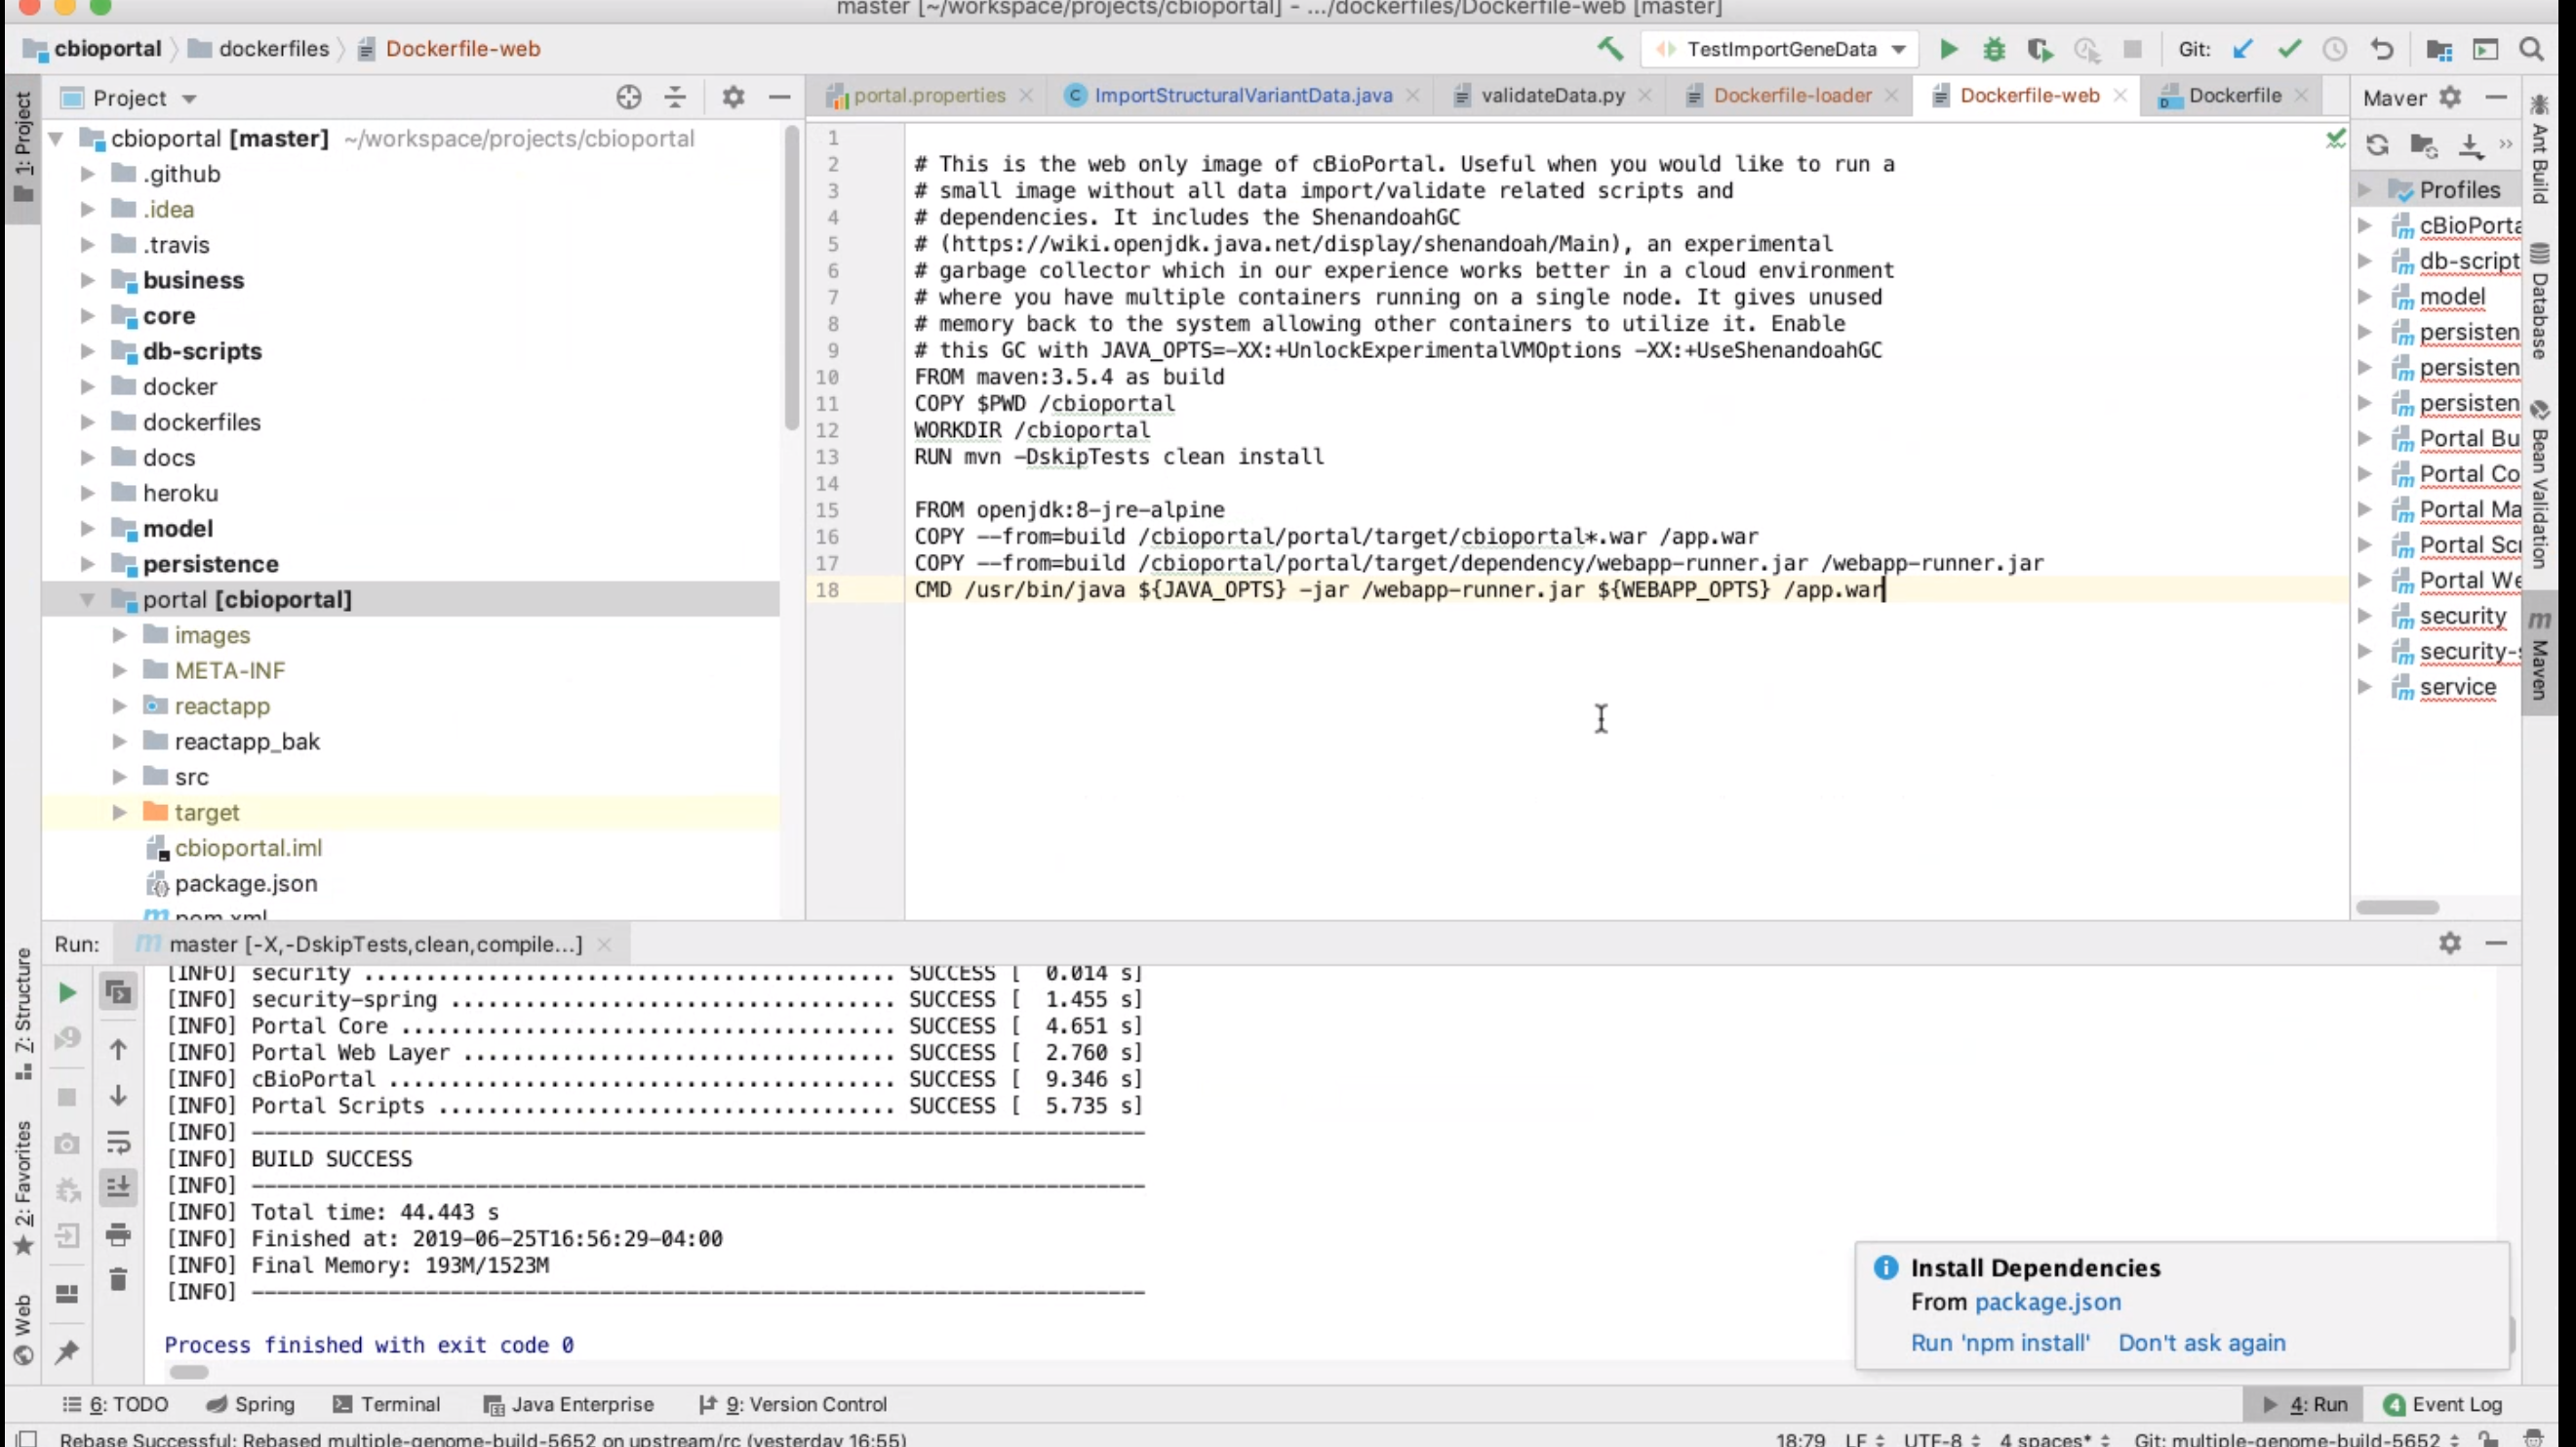 master [~/workspace/projects/cbioportal] - .../dockerfiles/Dockerfile-web [master]
cbioportal dockerfiles Dockerfile-web
TestImportGeneData Git:
Project
portal.properties ImportStructuralVariantData.java validateData.py Dockerfile-loader Dockerfile-web Dockerfile
Maver
1: Project
cbioportal [master] ~/workspace/projects/cbioportal
.github
.idea
.travis
business
core
db-scripts
docker
dockerfiles
docs
heroku
model
persistence
portal [cbioportal]
images
META-INF
reactapp
reactapp_bak
src
target
cbioportal.iml
package.json
pom.xml
1
2 # This is the web only image of cBioPortal. Useful when you would like to run a
3 # small image without all data import/validate related scripts and
4 # dependencies. It includes the ShenandoahGC
5 # (https://wiki.openjdk.java.net/display/shenandoah/Main), an experimental
6 # garbage collector which in our experience works better in a cloud environment
7 # where you have multiple containers running on a single node. It gives unused
8 # memory back to the system allowing other containers to utilize it. Enable
9 # this GC with JAVA_OPTS=-XX:+UnlockExperimentalVMOptions -XX:+UseShenandoahGC
10 FROM maven:3.5.4 as build
11 COPY $PWD /cbioportal
12 WORKDIR /cbioportal
13 RUN mvn -DskipTests clean install
14
15 FROM openjdk:8-jre-alpine
16 COPY --from=build /cbioportal/portal/target/cbioportal*.war /app.war
17 COPY --from=build /cbioportal/portal/target/dependency/webapp-runner.jar /webapp-runner.jar
18 CMD /usr/bin/java ${JAVA_OPTS} -jar /webapp-runner.jar ${WEBAPP_OPTS} /app.war
Profiles
cBioPorta
db-script
model
persisten
persisten
persisten
Portal Bu
Portal Co
Portal Ma
Portal Scr
Portal We
security
security-s
service
Ant Build
Database
Bean Validation
Maven
Run: master [-X,-DskipTests,clean,compile...]
[INFO] security ........................................... SUCCESS [ 0.014 s]
[INFO] security-spring .................................... SUCCESS [ 1.455 s]
[INFO] Portal Core ........................................ SUCCESS [ 4.651 s]
[INFO] Portal Web Layer ................................... SUCCESS [ 2.760 s]
[INFO] cBioPortal ......................................... SUCCESS [ 9.346 s]
[INFO] Portal Scripts ..................................... SUCCESS [ 5.735 s]
[INFO] ------------------------------------------------------------------------
[INFO] BUILD SUCCESS
[INFO] ------------------------------------------------------------------------
[INFO] Total time: 44.443 s
[INFO] Finished at: 2019-06-25T16:56:29-04:00
[INFO] Final Memory: 193M/1523M
[INFO] ------------------------------------------------------------------------
Process finished with exit code 0
7: Structure
2: Favorites
Web
Install Dependencies
From package.json
Run 'npm install' Don't ask again
6: TODO Spring Terminal Java Enterprise 9: Version Control 4: Run 4 Event Log
Rebase Successful: Rebased multiple-genome-build-5652 on upstream/rc (yesterday 16:55) 18:79 LF UTF-8 4 spaces* Git: multiple-genome-build-5652